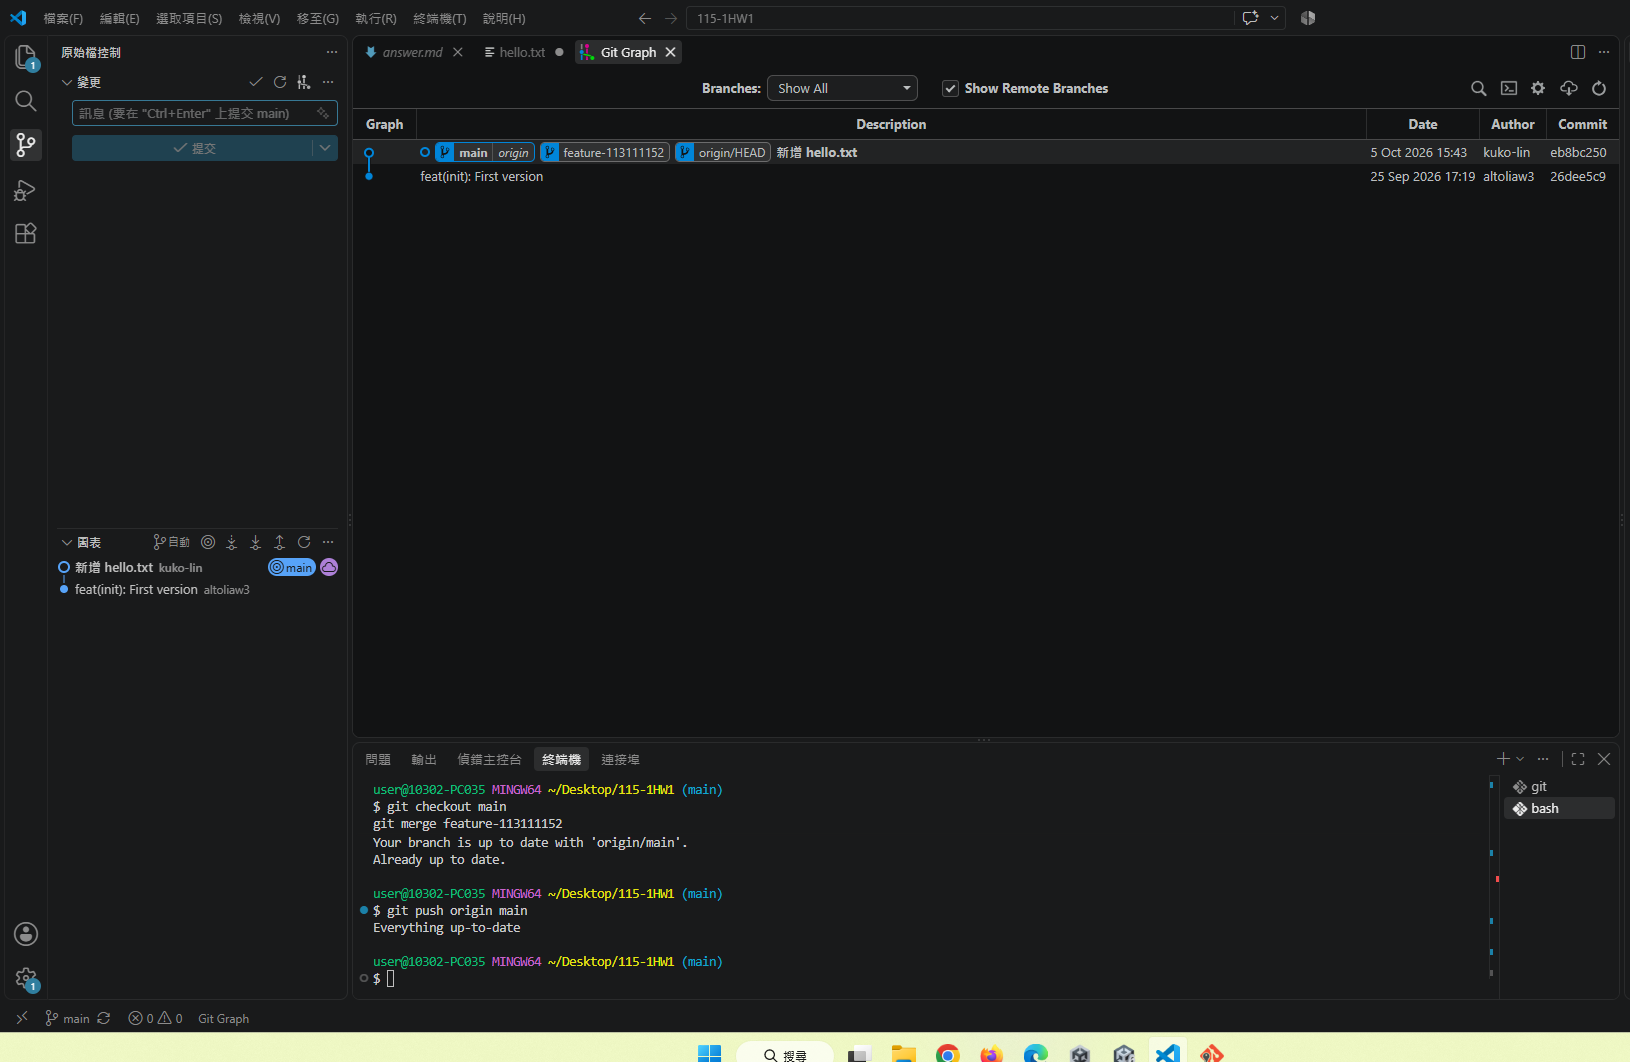 檔案(F) 編輯(E) 選取項目(S) 檢視(V) 移至(G) 執行(R) 終端機(T) 說明(H) 115-1HW1
原始檔控制
變更
訊息 (要在 "Ctrl+Enter" 上提交 main)
提交
answer.md hello.txt Git Graph
Branches: Show All Show Remote Branches
Graph Description Date Author Commit
main origin feature-113111152 origin/HEAD 新增 hello.txt 5 Oct 2026 15:43 kuko-lin eb8bc250
feat(init): First version 25 Sep 2026 17:19 altoliaw3 26dee5c9
圖表 自動
新增 hello.txt kuko-lin main
feat(init): First version altoliaw3
問題 輸出 偵錯主控台 終端機 連接埠
user@10302-PC035 MINGW64 ~/Desktop/115-1HW1 (main)
$ git checkout main
git merge feature-113111152
Your branch is up to date with 'origin/main'.
Already up to date.
user@10302-PC035 MINGW64 ~/Desktop/115-1HW1 (main)
$ git push origin main
Everything up-to-date
user@10302-PC035 MINGW64 ~/Desktop/115-1HW1 (main)
$
git
bash
1
1
main 0 0 Git Graph
搜尋